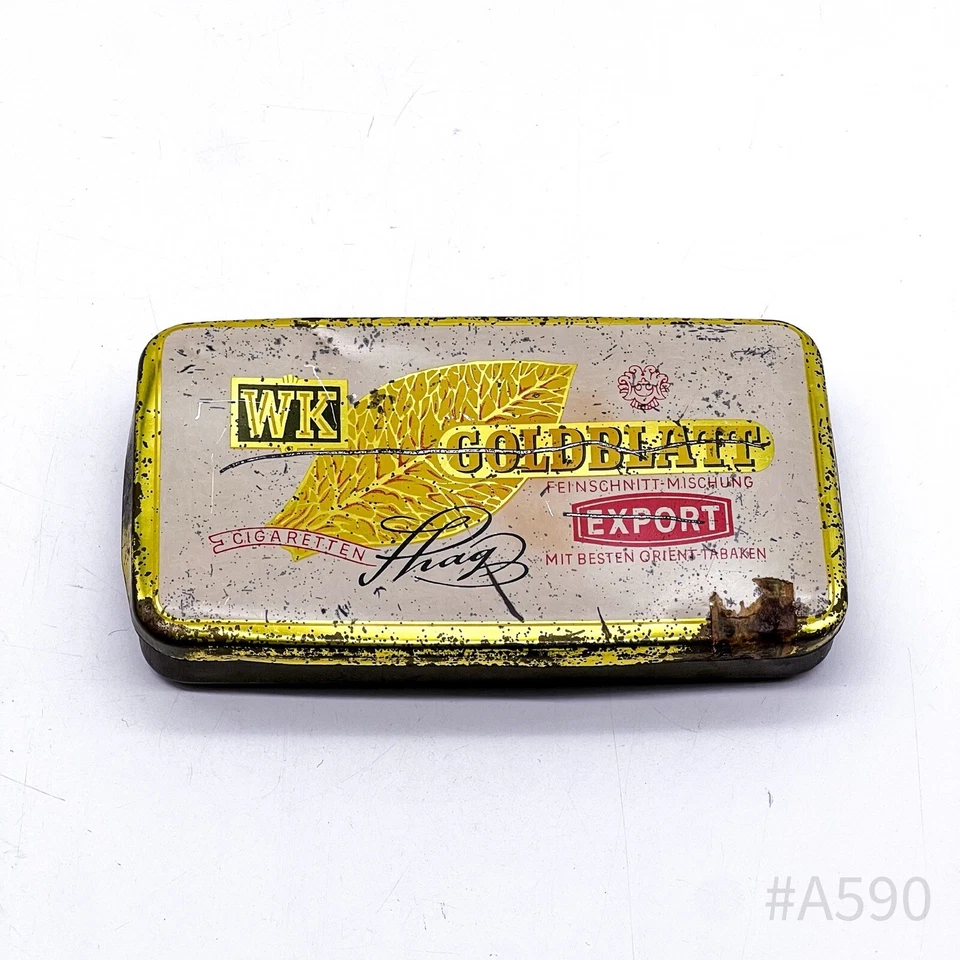 WK
GOLDBLATT
FEINSCHNITT-MISCHUNG
EXPORT
CIGARETTEN Shag
MIT BESTEN ORIENT-TABAKEN
#A590